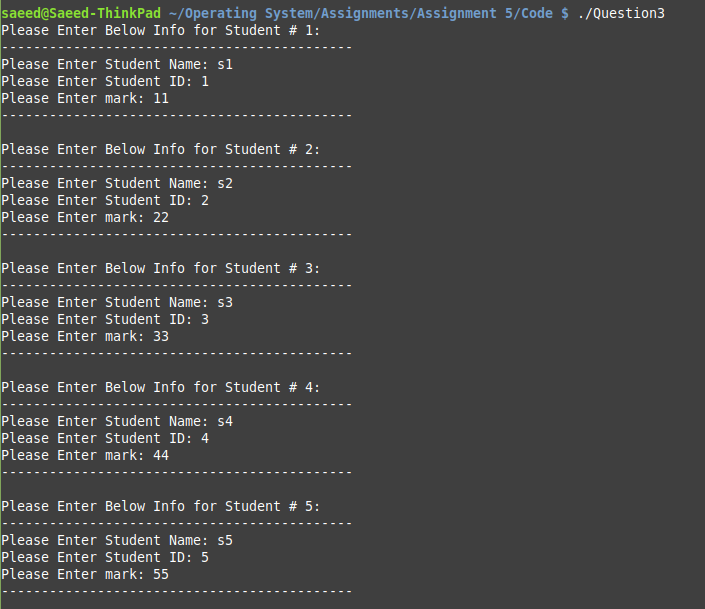 saeed@Saeed-ThinkPad ~/Operating System/Assignments/Assignment 5/Code $ ./Question3
Please Enter Below Info for Student # 1:
--------------------------------------------
Please Enter Student Name: s1
Please Enter Student ID: 1
Please Enter mark: 11
--------------------------------------------
Please Enter Below Info for Student # 2:
--------------------------------------------
Please Enter Student Name: s2
Please Enter Student ID: 2
Please Enter mark: 22
--------------------------------------------
Please Enter Below Info for Student # 3:
--------------------------------------------
Please Enter Student Name: s3
Please Enter Student ID: 3
Please Enter mark: 33
--------------------------------------------
Please Enter Below Info for Student # 4:
--------------------------------------------
Please Enter Student Name: s4
Please Enter Student ID: 4
Please Enter mark: 44
--------------------------------------------
Please Enter Below Info for Student # 5:
--------------------------------------------
Please Enter Student Name: s5
Please Enter Student ID: 5
Please Enter mark: 55
--------------------------------------------